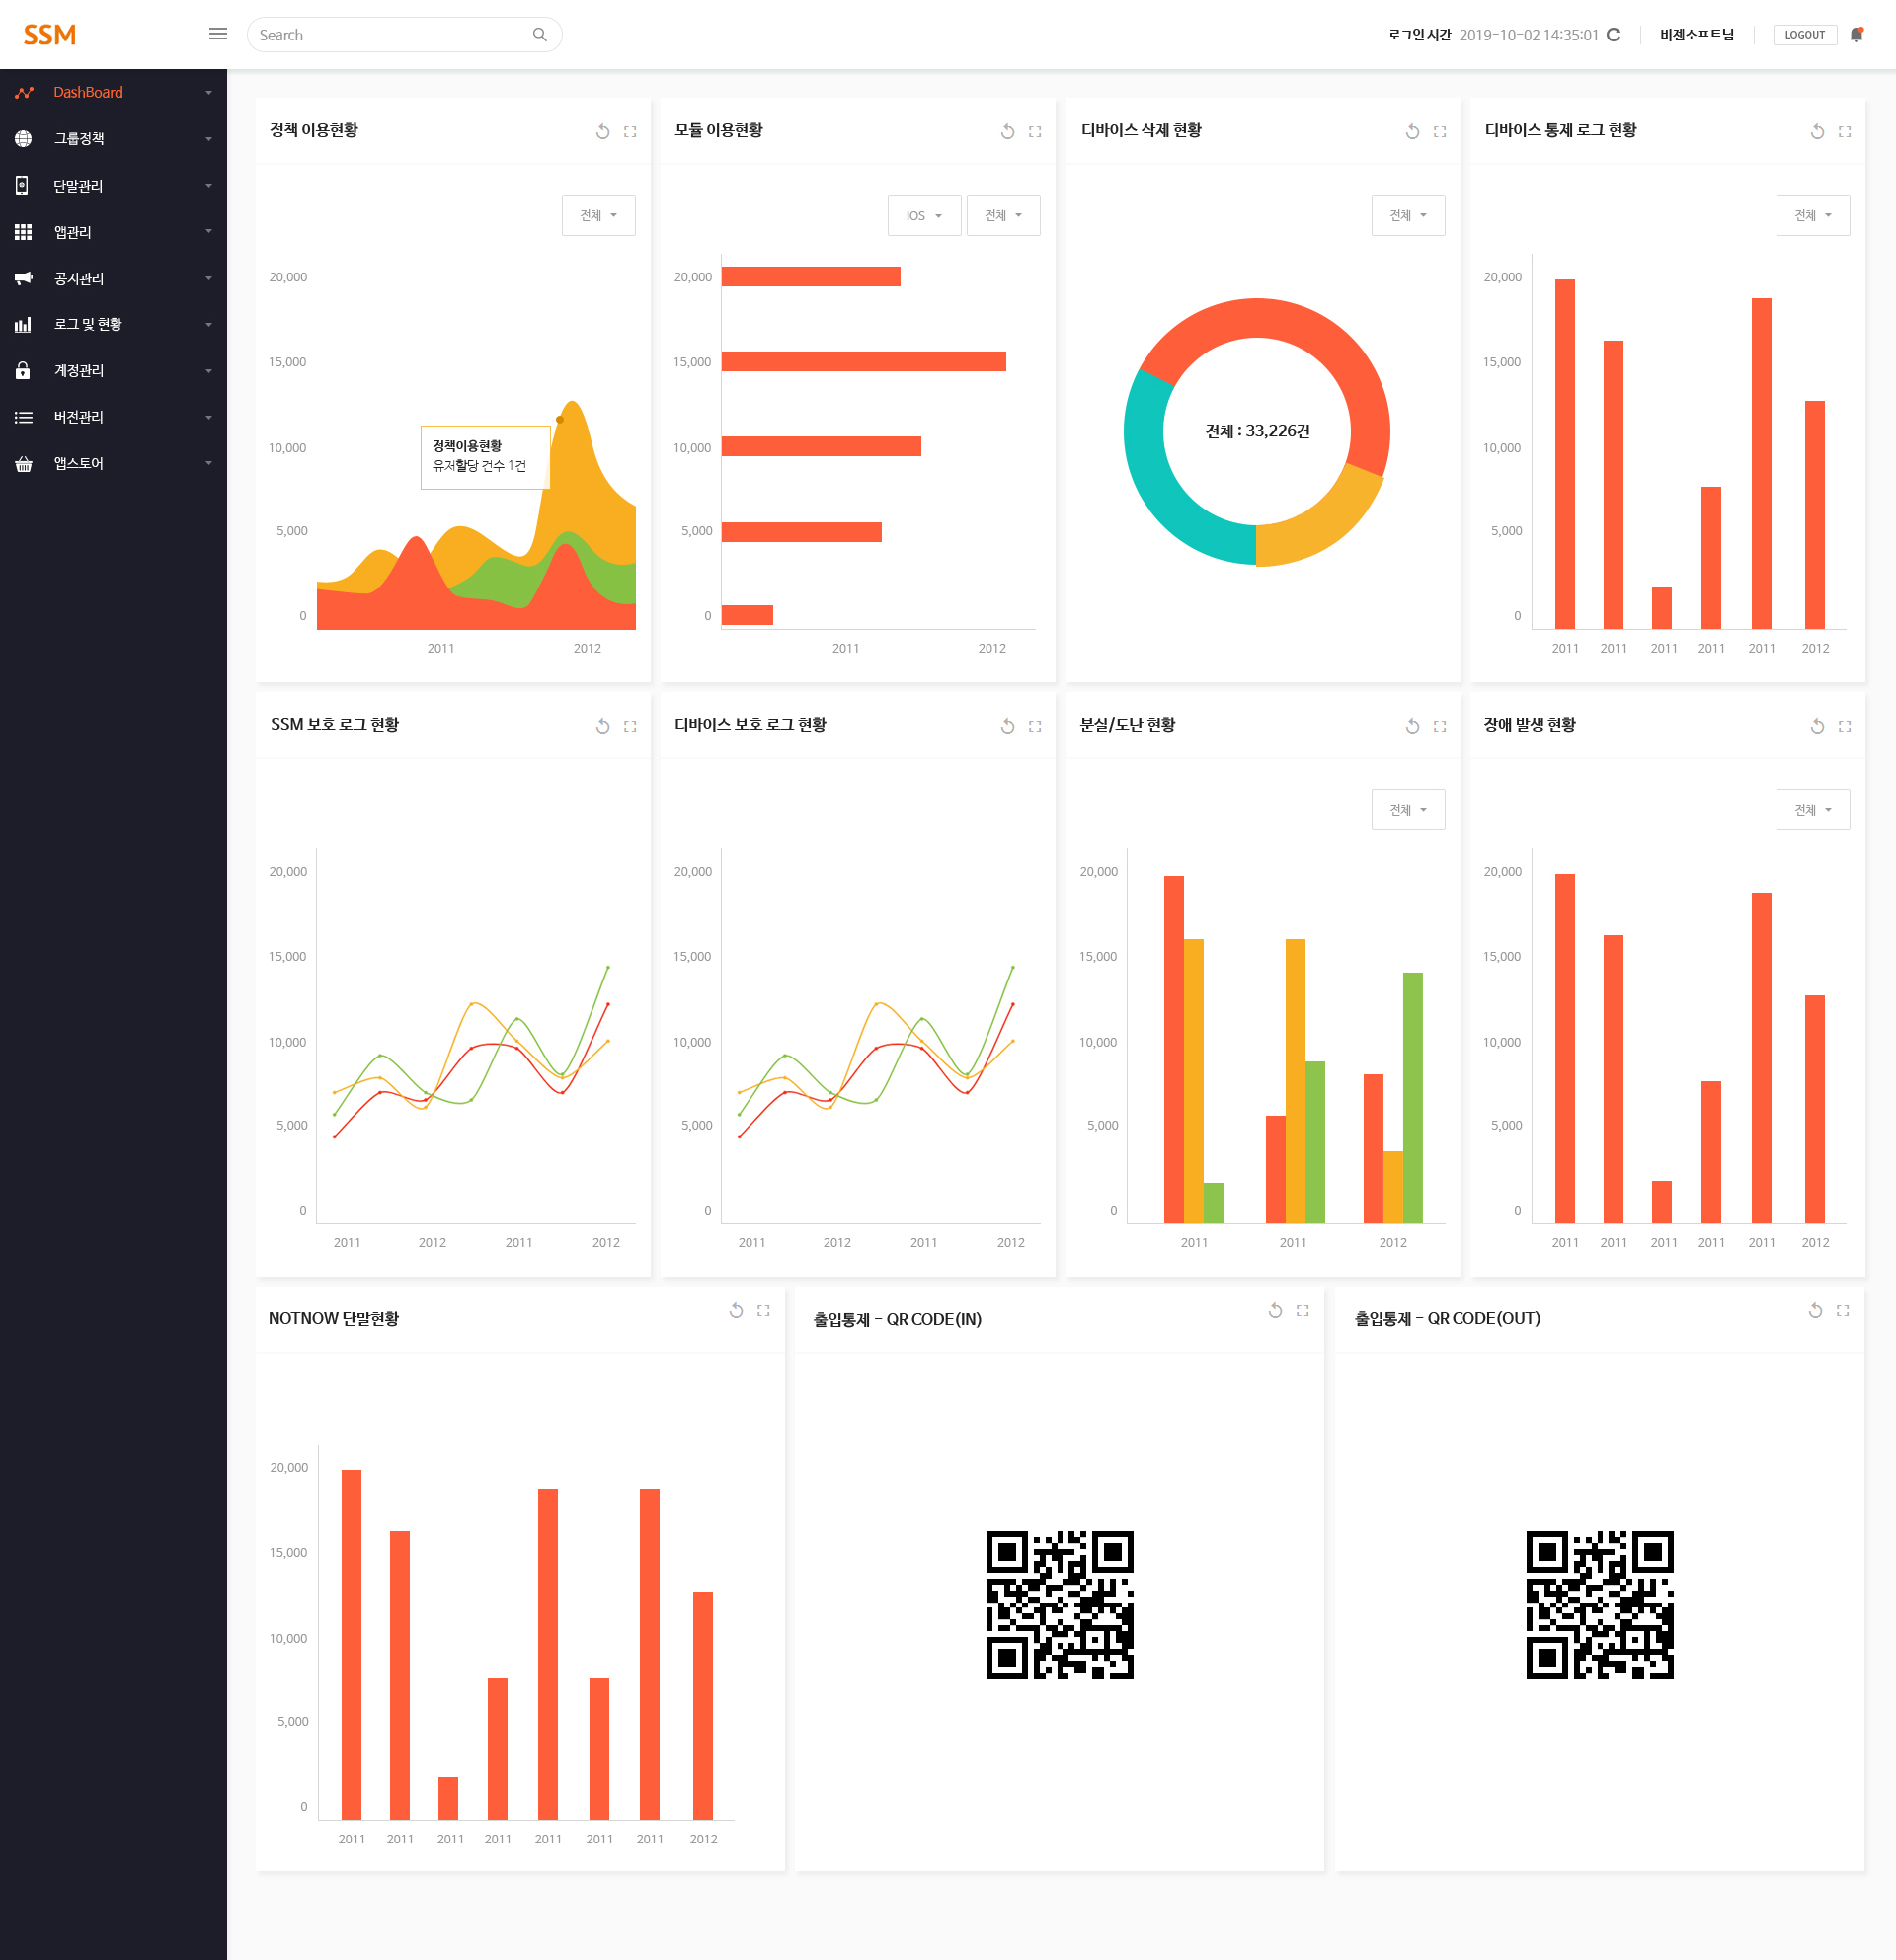 SSM
Search
로그인 시간 2019-10-02 14:35:01
비젠소프트님
LOGOUT
DashBoard
그룹정책
단말관리
앱관리
공지관리
로그 및 현황
계정관리
버전관리
앱스토어
정책 이용현황
전체
20,000
15,000
10,000
5,000
0
정책이용현황
유저할당 건수 1건
2011 2012
모듈 이용현황
IOS 전체
20,000
15,000
10,000
5,000
0
2011 2012
디바이스 삭제 현황
전체
전체 : 33,226건
디바이스 통제 로그 현황
전체
20,000
15,000
10,000
5,000
0
2011 2011 2011 2011 2011 2012
SSM 보호 로그 현황
20,000
15,000
10,000
5,000
0
2011 2012 2011 2012
디바이스 보호 로그 현황
20,000
15,000
10,000
5,000
0
2011 2012 2011 2012
분실/도난 현황
전체
20,000
15,000
10,000
5,000
0
2011 2011 2012
장애 발생 현황
전체
20,000
15,000
10,000
5,000
0
2011 2011 2011 2011 2011 2012
NOTNOW 단말현황
20,000
15,000
10,000
5,000
0
2011 2011 2011 2011 2011 2011 2011 2012
출입통제 - QR CODE(IN)
출입통제 - QR CODE(OUT)